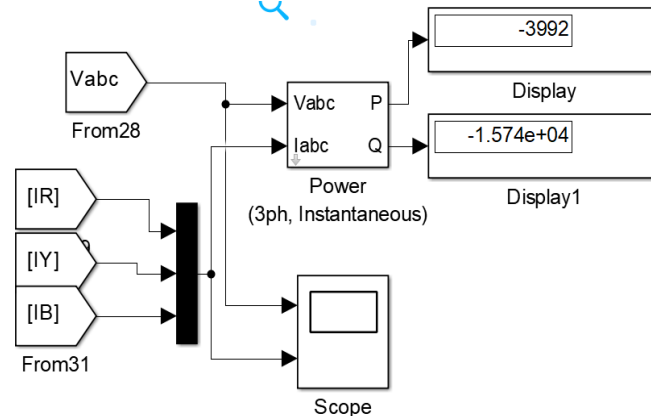 -3992
Display
Vabc
From28
Vabc P
Iabc Q
Power
(3ph, Instantaneous)
-1.574e+04
Display1
[IR]
[IY]
[IB]
From31
Scope